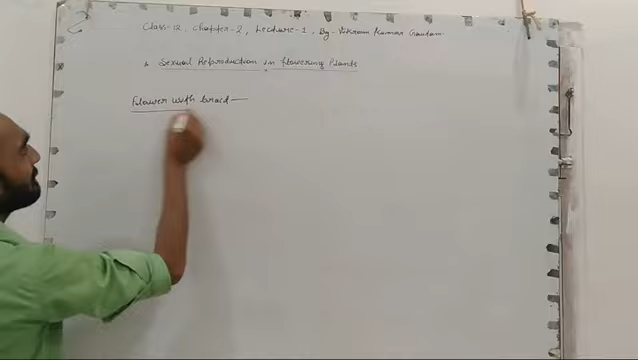 Class-12, Chapter-2, Lecture-1, By-Vikram Kumar Gautam
Sexual Reproduction in flowering Plants
Flower with bract —